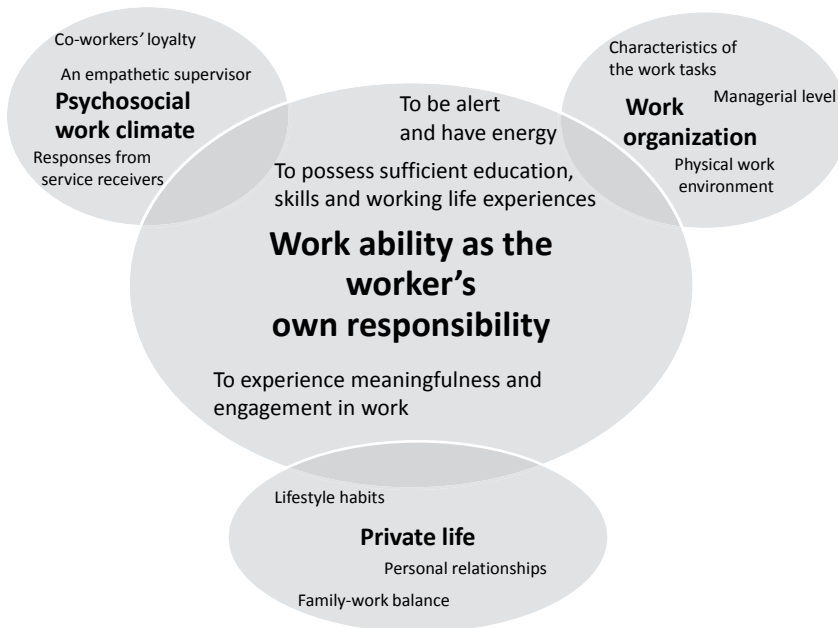 Co-workers’ loyalty
An empathetic supervisor
Psychosocial
work climate
Responses from
service receivers
Characteristics of
the work tasks
Managerial level
Work
organization
Physical work
environment
To be alert
and have energy
To possess sufficient education,
skills and working life experiences
Work ability as the
worker’s
own responsibility
To experience meaningfulness and
engagement in work
Lifestyle habits
Private life
Personal relationships
Family-work balance